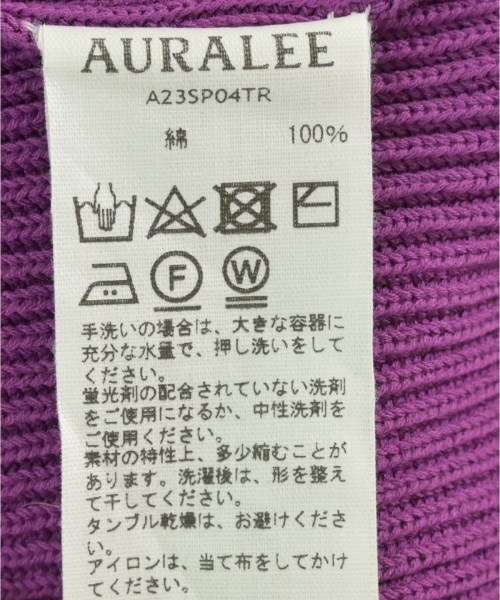 AURALEE
A23SP04TR
綿 100%
F W
手洗いの場合は、大きな容器に
充分な水量で、押し洗いをして
ください。
蛍光剤の配合されていない洗剤
をご使用になるか、中性洗剤を
ご使用ください。
素材の特性上、多少縮むことが
あります。洗濯後は、形を整え
て干してください。
タンブル乾燥は、お避けくださ
い。
アイロンは、当て布をしてかけ
てください。